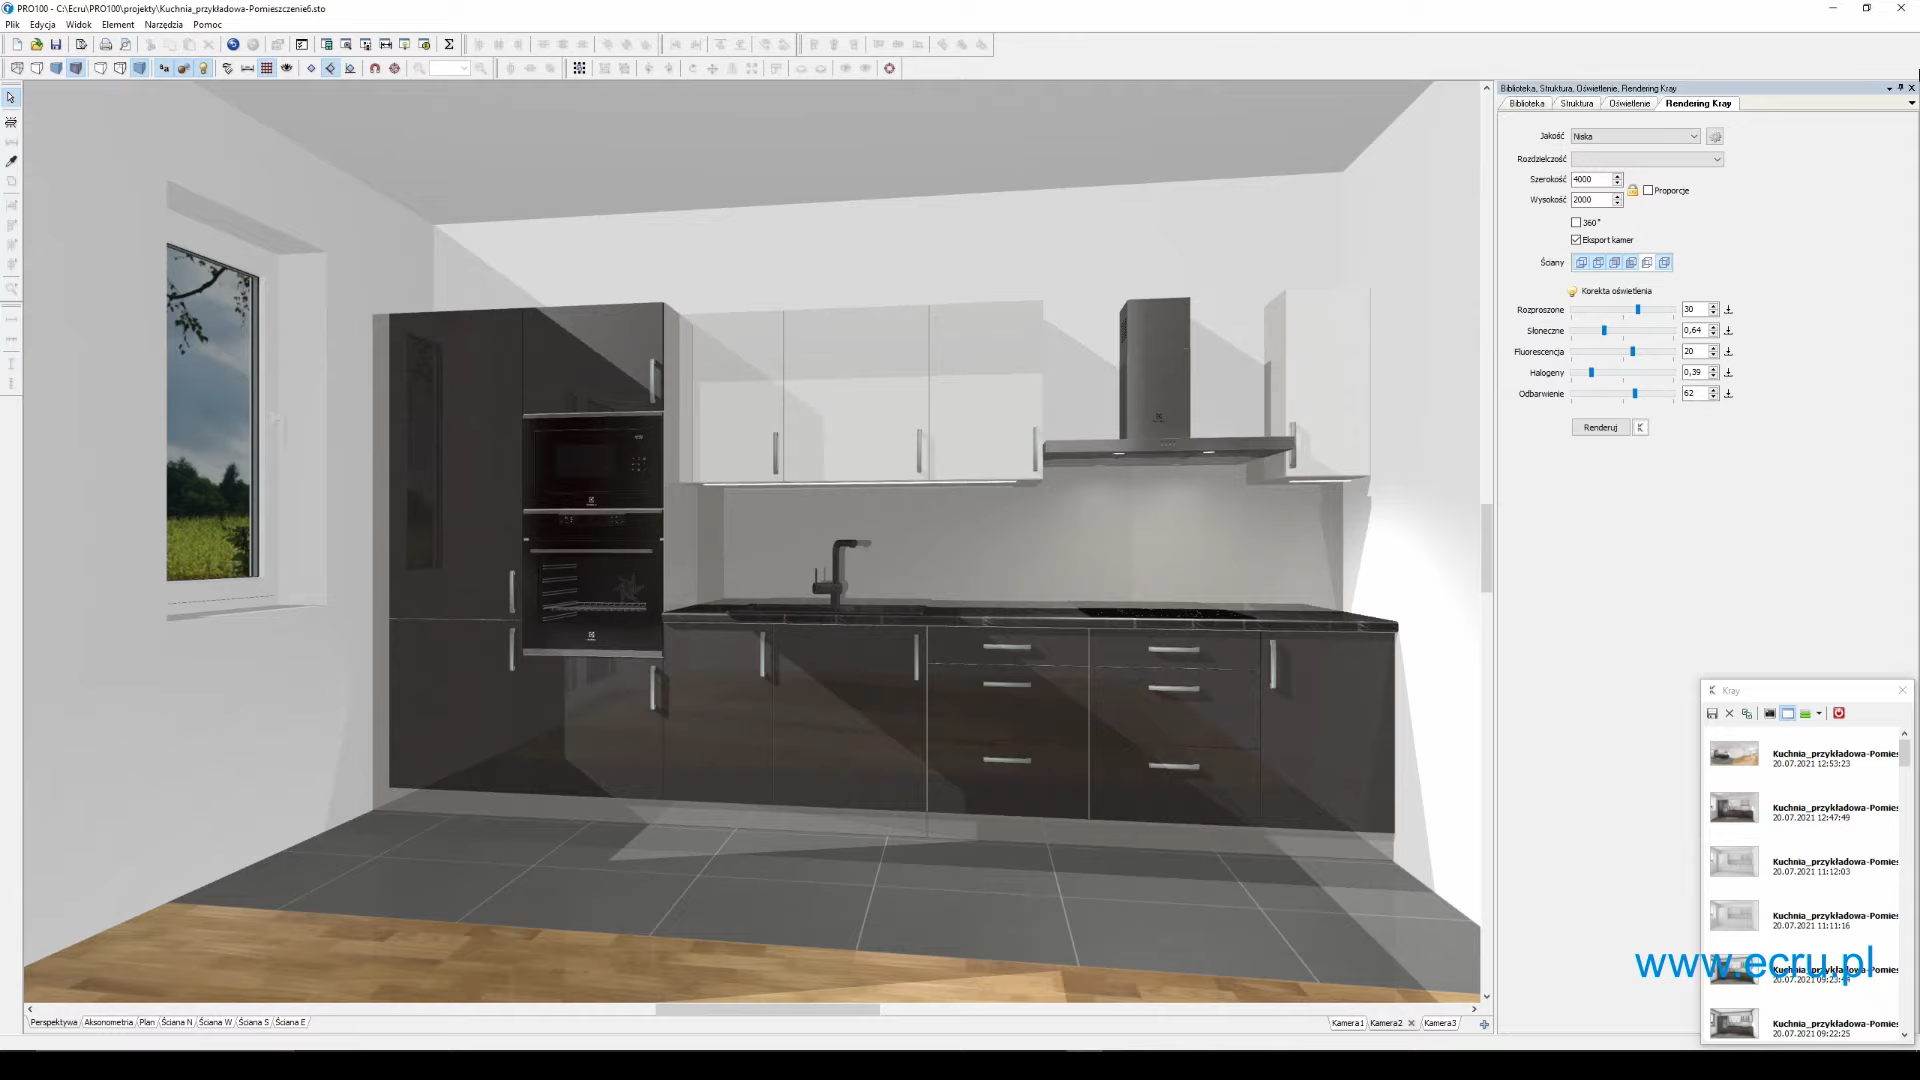 PRO100 - C:\Ecru\PRO100\projekty\Kuchnia_przykładowa-Pomieszczenie6.sto
Plik Edycja Widok Element Narzędzia Pomoc
Biblioteka, Struktura, Oświetlenie, Rendering Kray
Biblioteka Struktura Oświetlenie Rendering Kray
Jakość Niska
Rozdzielczość
Szerokość 4000
Proporcje
Wysokość 2000
360°
Eksport kamer
Ściany
Korekta oświetlenia
Rozproszone 30
Słoneczne 0,64
Fluorescencja 20
Halogeny 0,39
Odbarwienie 62
Renderuj
Kray
Kuchnia_przykładowa-Pomies
20.07.2021 12:53:23
Kuchnia_przykładowa-Pomies
20.07.2021 12:47:49
Kuchnia_przykładowa-Pomies
20.07.2021 11:12:03
Kuchnia_przykładowa-Pomies
20.07.2021 11:11:16
www.ecru.pl
Kuchnia_przykładowa-Pomies
Kuchnia_przykładowa-Pomies
20.07.2021 09:22:25
Perspektywa Aksonometria Plan Ściana N Ściana W Ściana S Ściana E
Kamera1 Kamera2 Kamera3